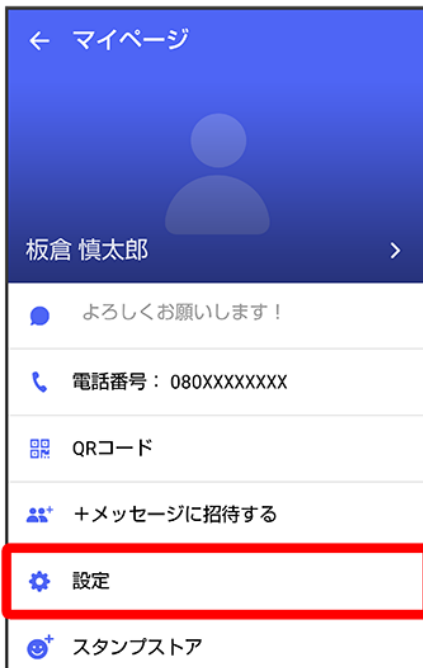 マイページ
板倉 慎太郎
よろしくお願いします！
電話番号： 080XXXXXXXX
QRコード
＋メッセージに招待する
設定
スタンプストア